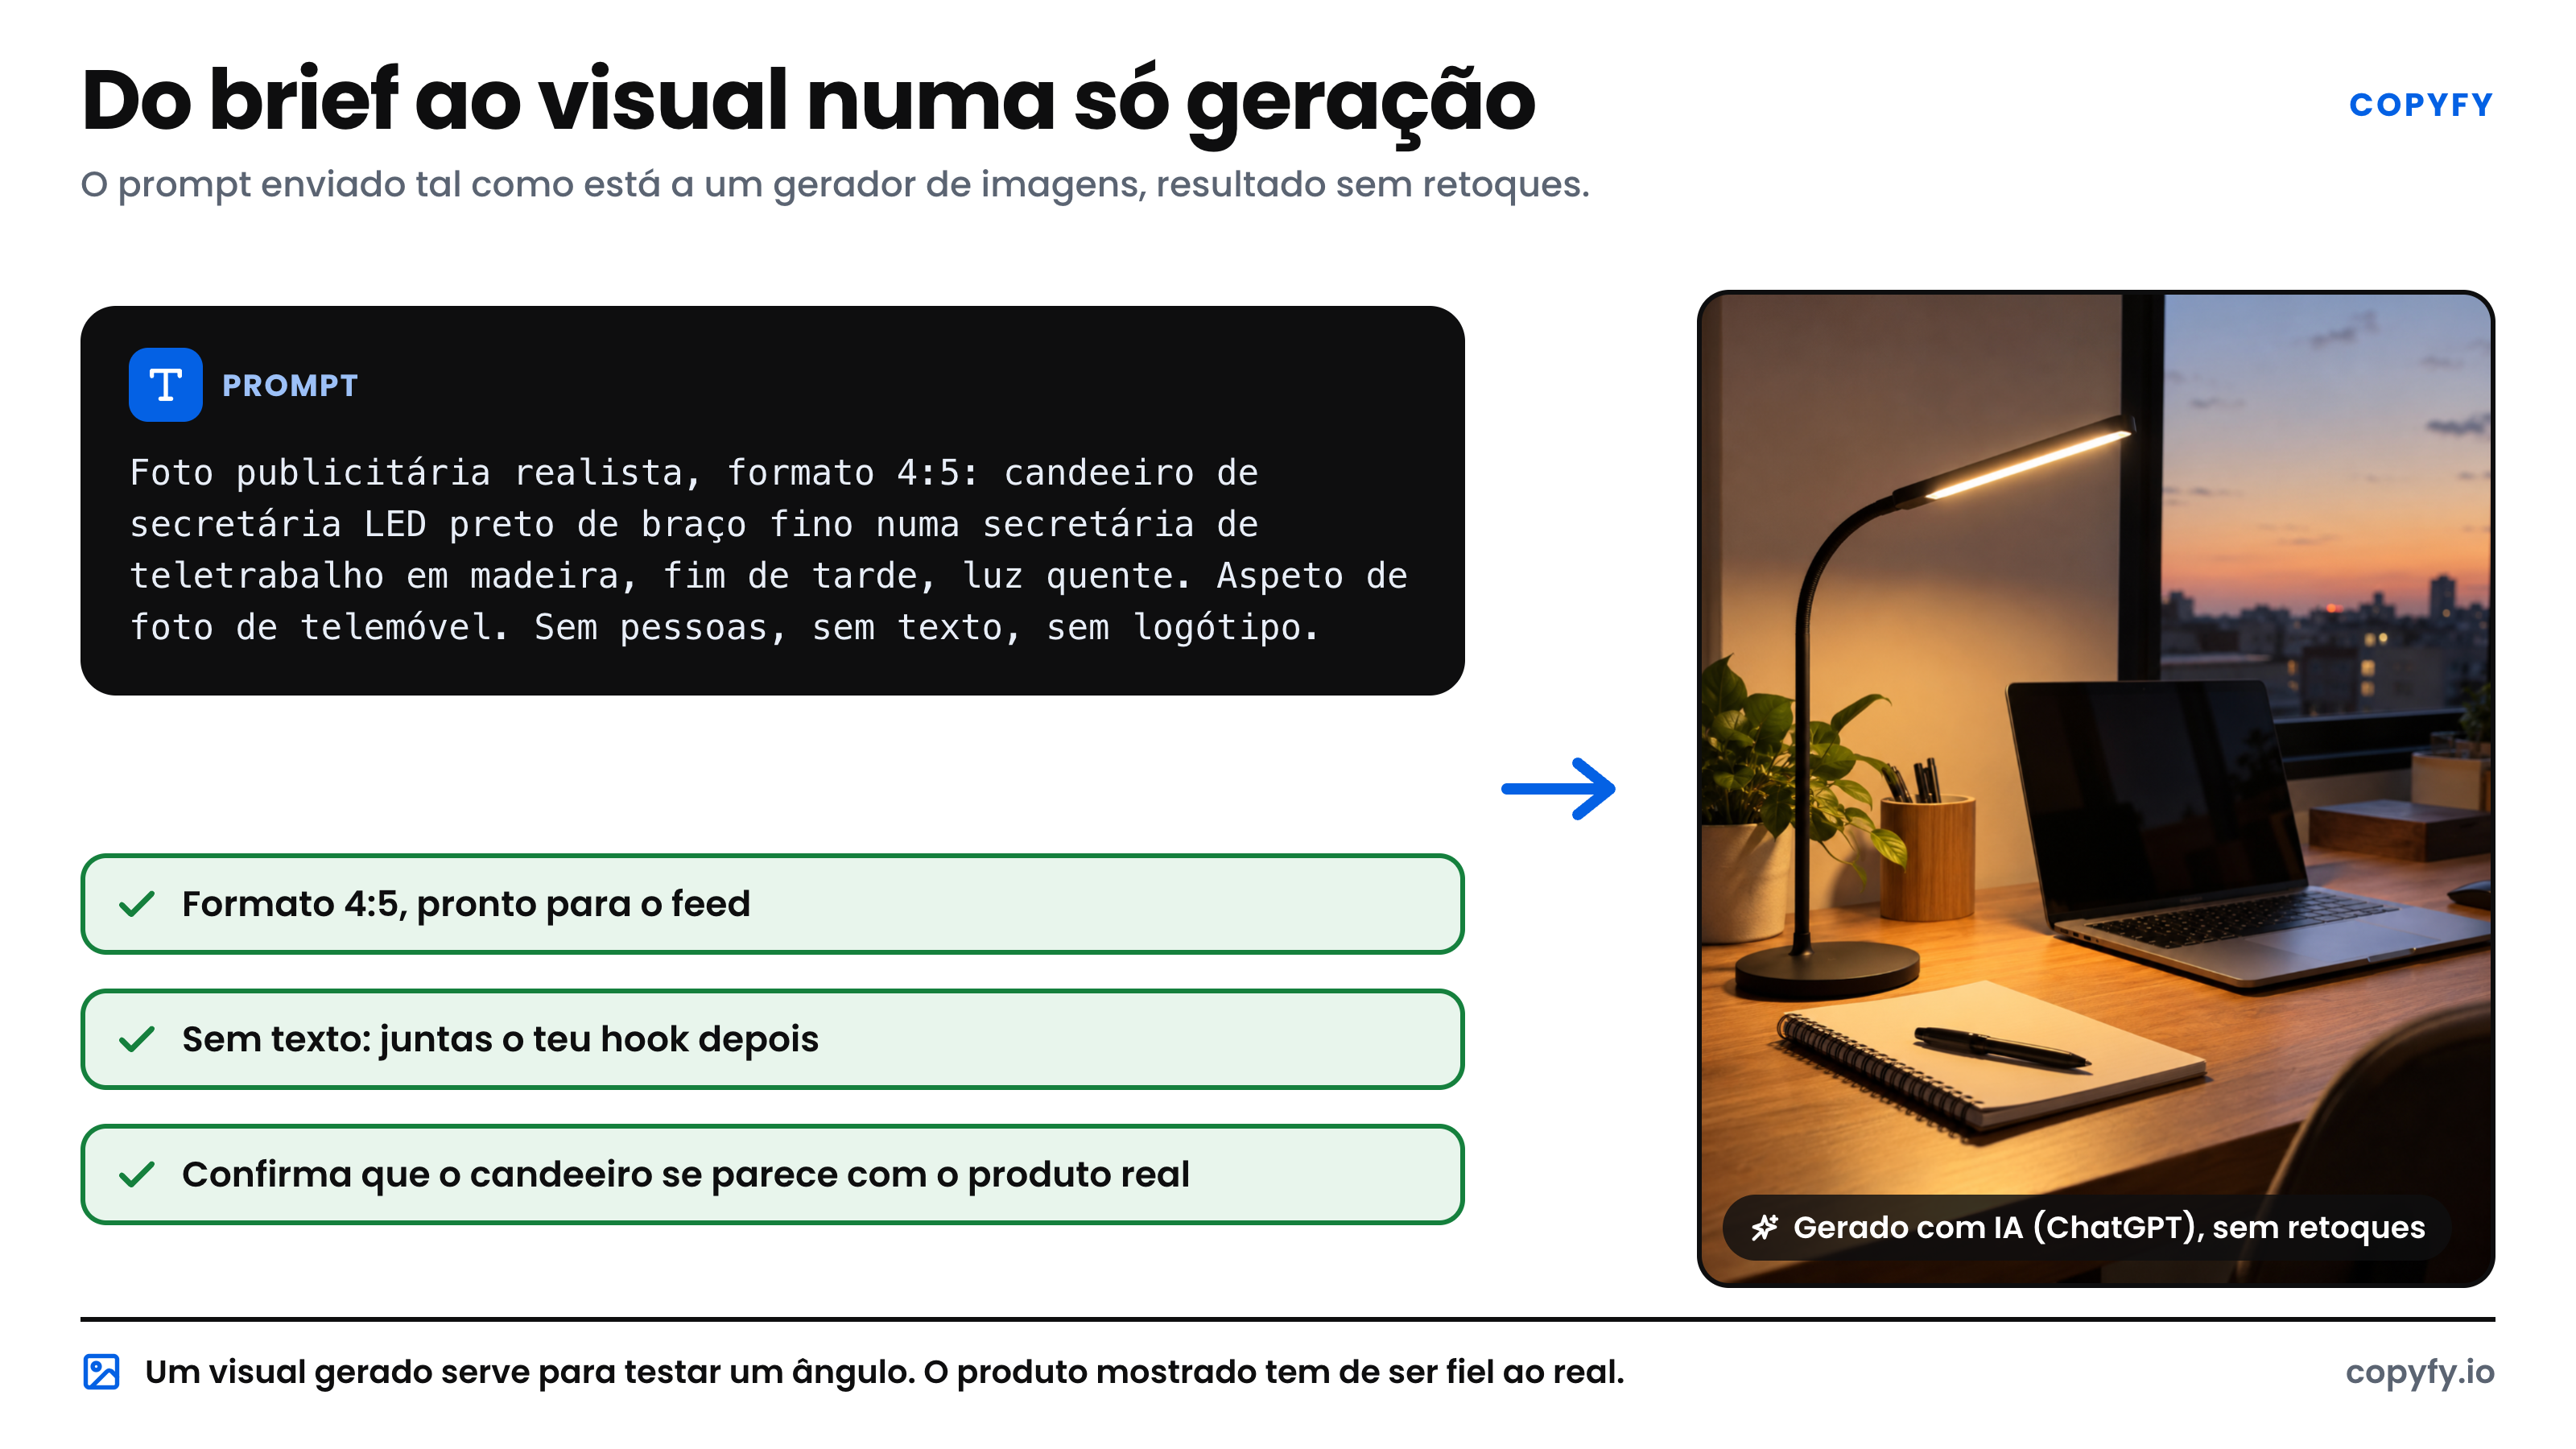 Do brief ao visual numa só geração
COPYFY
O prompt enviado tal como está a um gerador de imagens, resultado sem retoques.
PROMPT
Foto publicitária realista, formato 4:5: candeeiro de
secretária LED preto de braço fino numa secretária de
teletrabalho em madeira, fim de tarde, luz quente. Aspeto de
foto de telemóvel. Sem pessoas, sem texto, sem logótipo.
Formato 4:5, pronto para o feed
Sem texto: juntas o teu hook depois
Confirma que o candeeiro se parece com o produto real
Gerado com IA (ChatGPT), sem retoques
Um visual gerado serve para testar um ângulo. O produto mostrado tem de ser fiel ao real.
copyfy.io